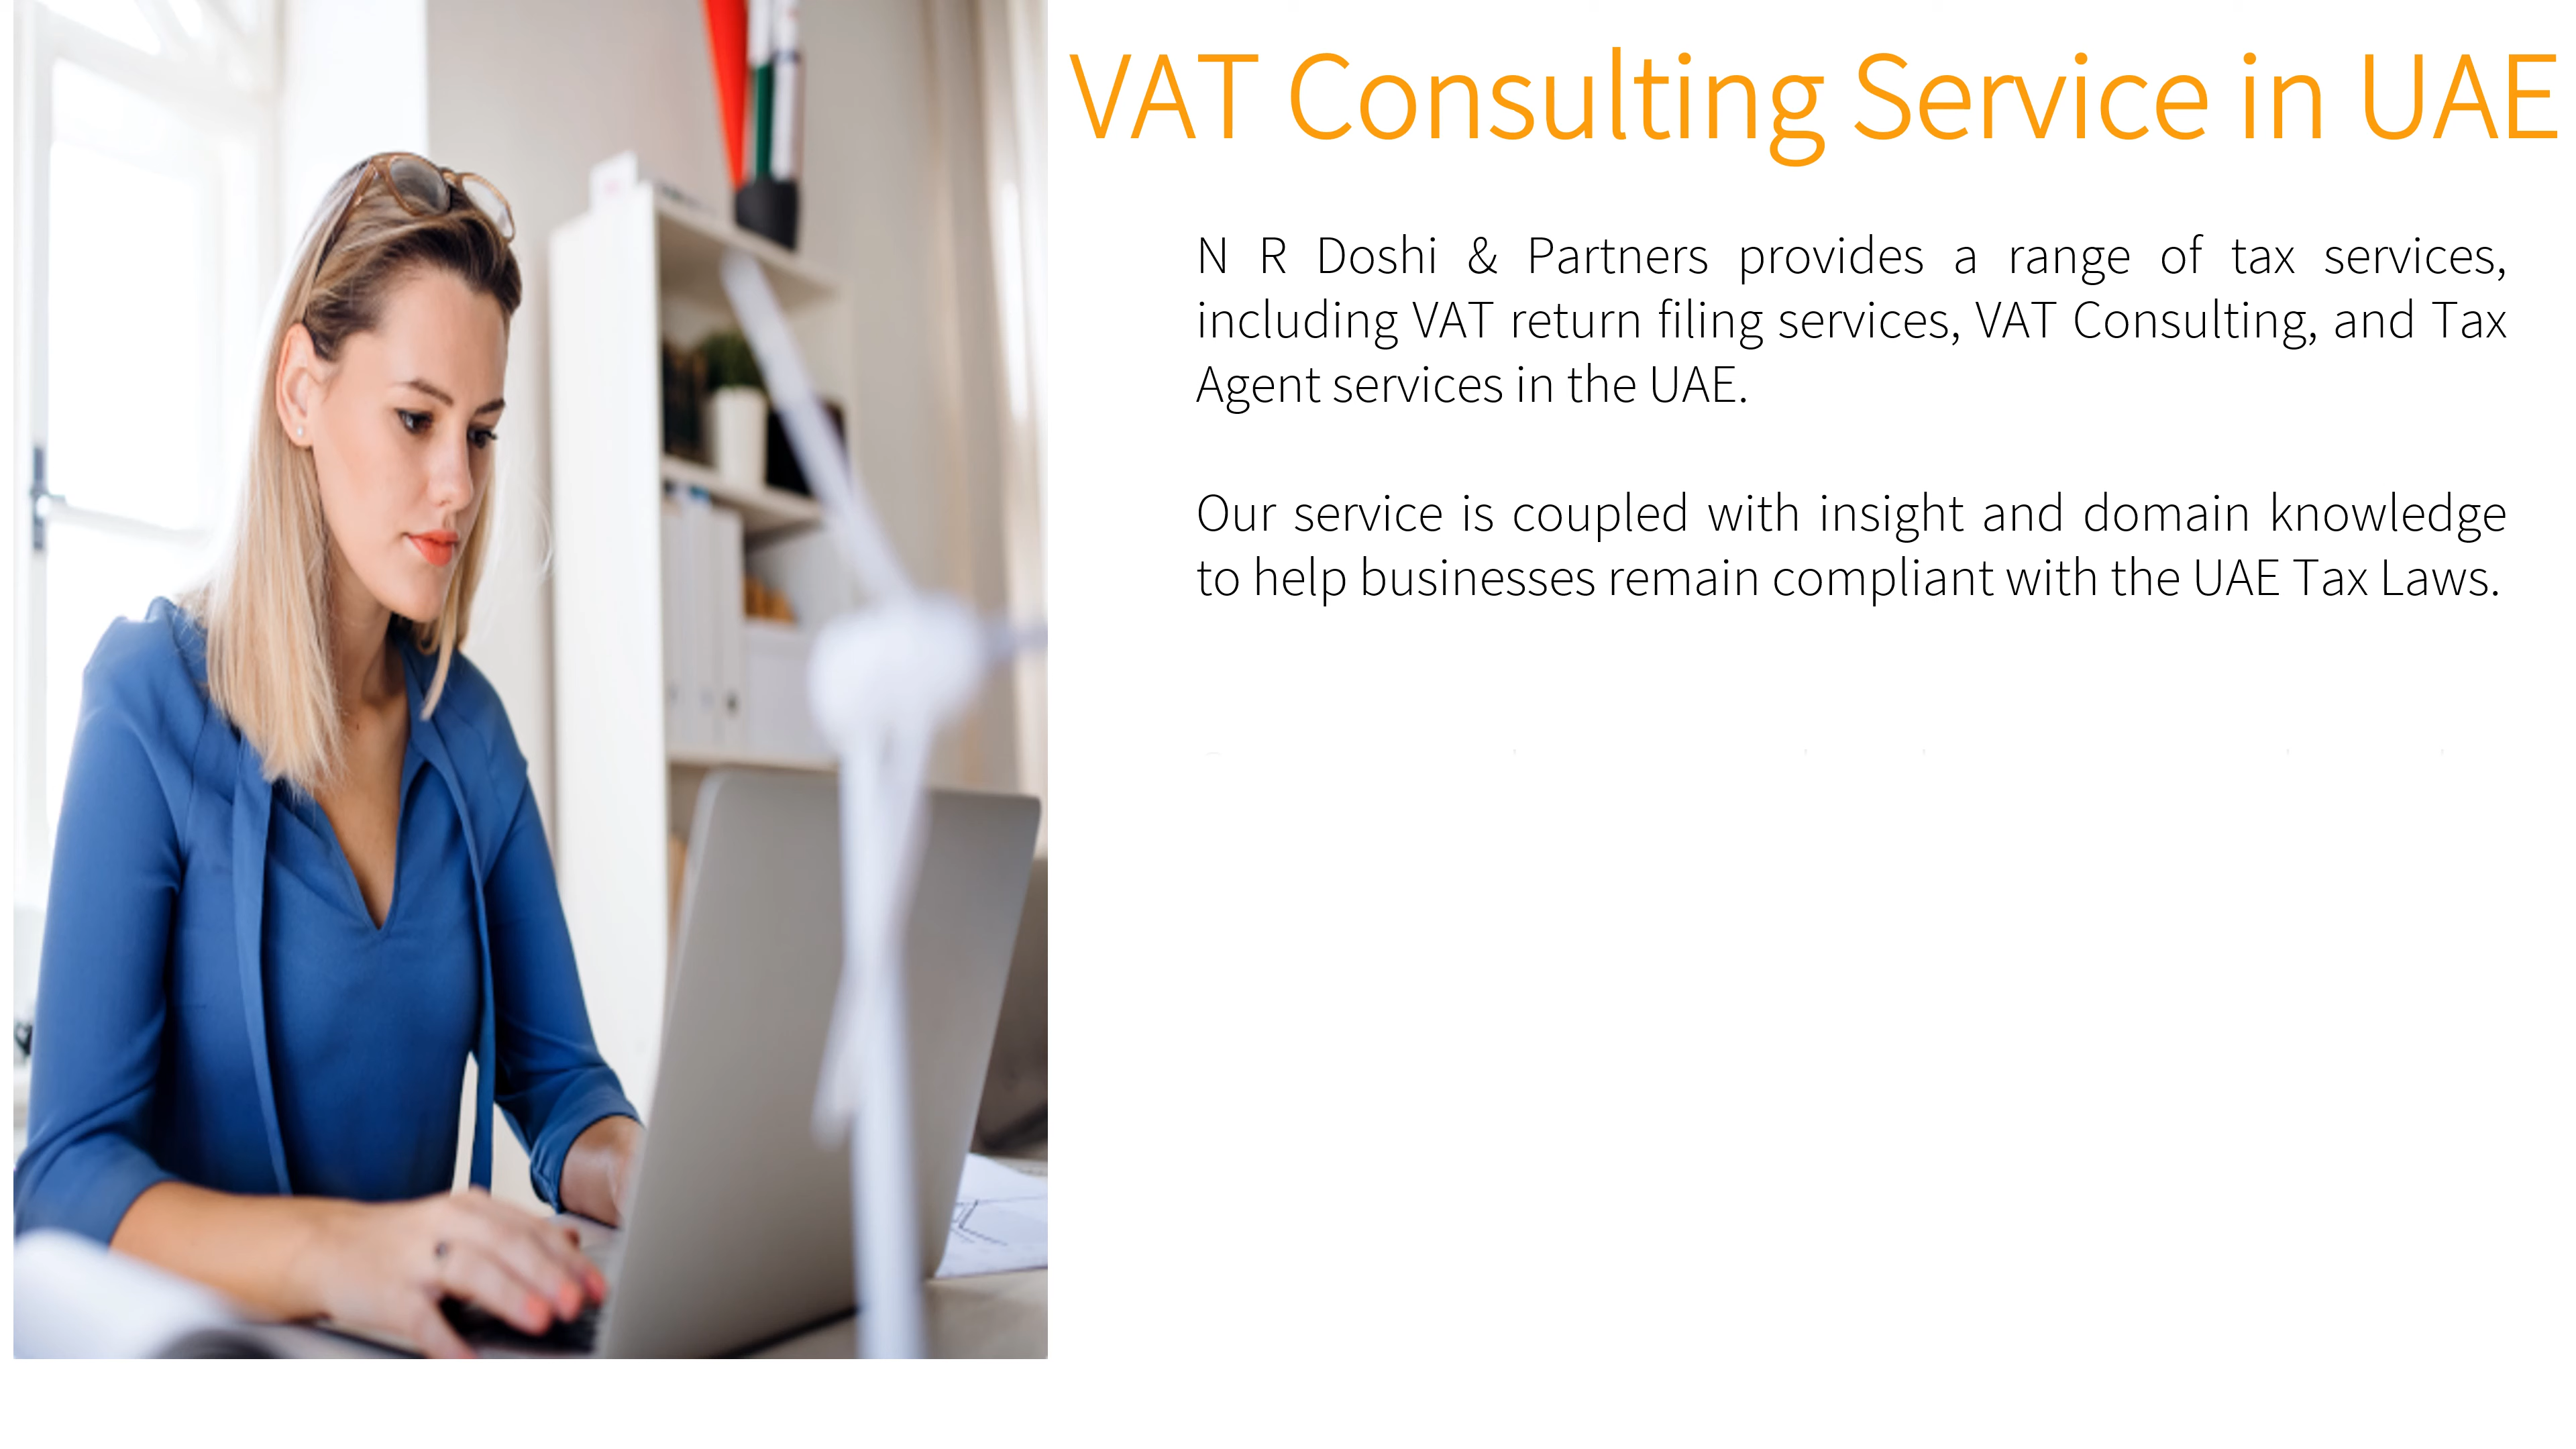 VAT Consulting Service in UAE
N R Doshi & Partners provides a range of tax services,
including VAT return filing services, VAT Consulting, and Tax
Agent services in the UAE.
Our service is coupled with insight and domain knowledge
to help businesses remain compliant with the UAE Tax Laws.